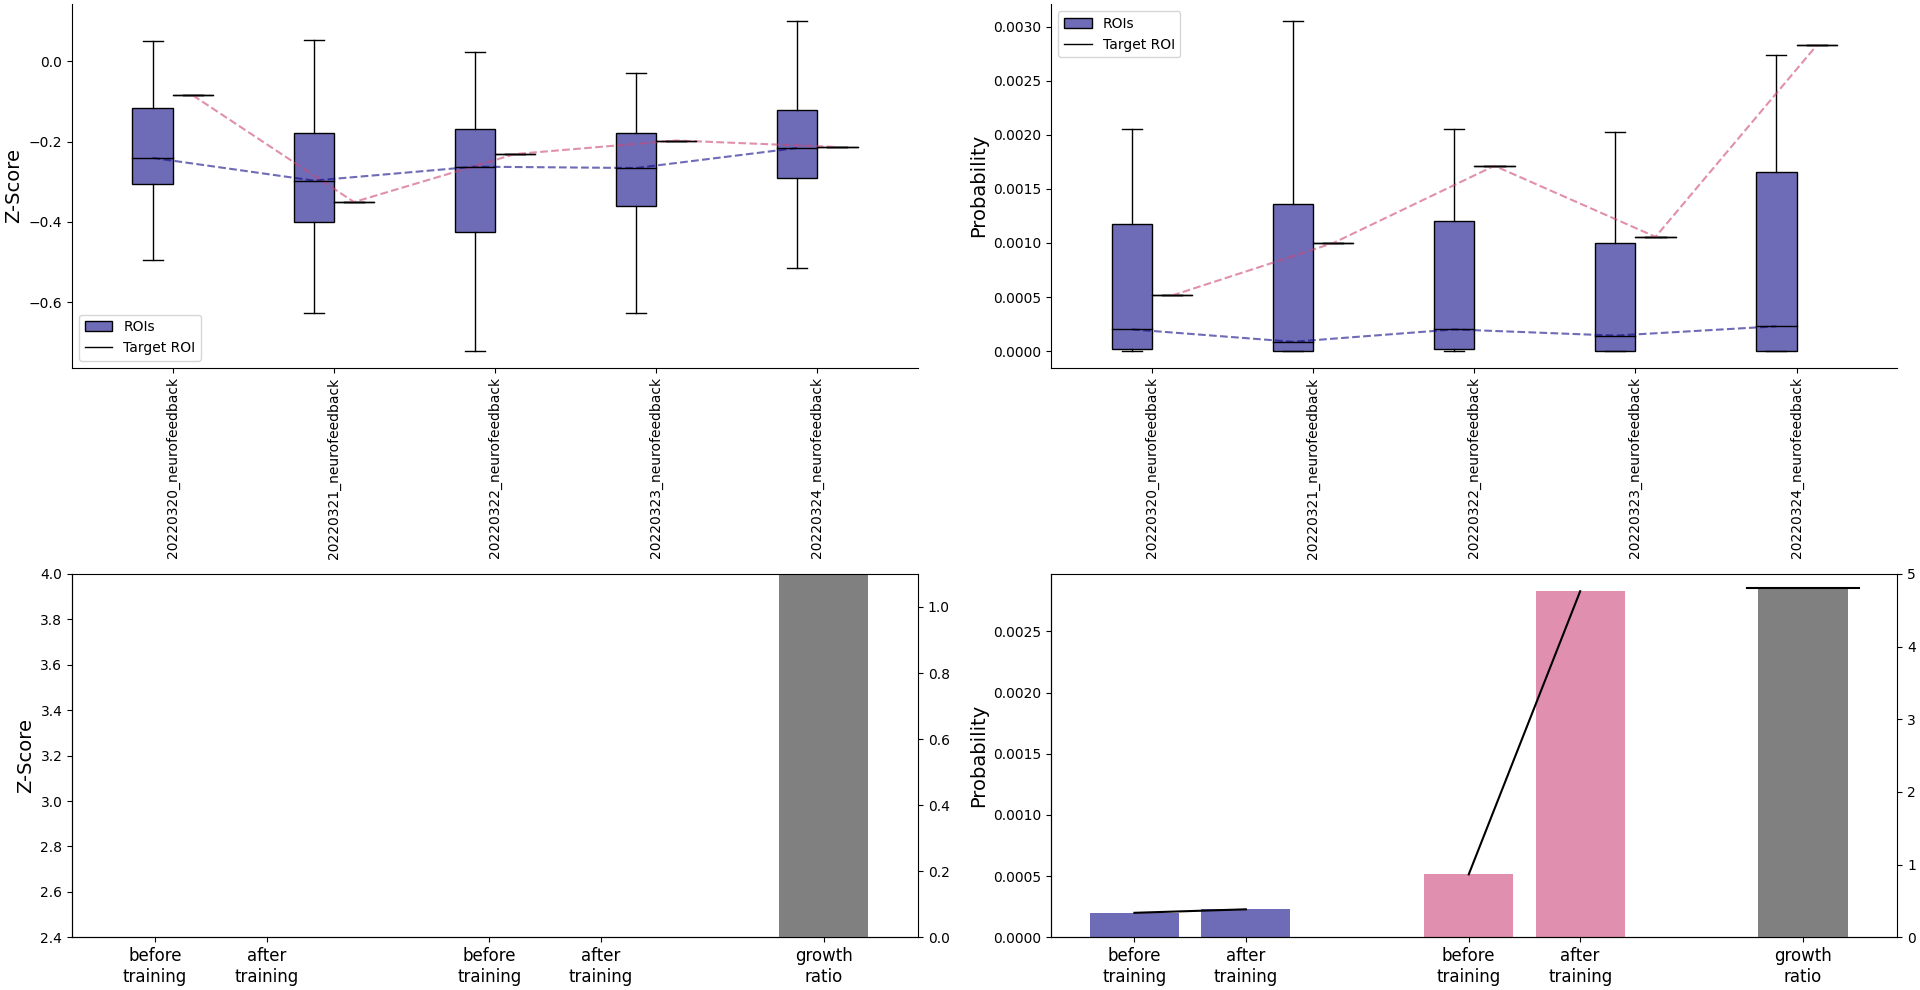 Z-Score
0.0
−0.2
−0.4
−0.6
ROIs
Target ROI
20220320_neurofeedback
20220321_neurofeedback
20220322_neurofeedback
20220323_neurofeedback
20220324_neurofeedback
Probability
0.0030
0.0025
0.0020
0.0015
0.0010
0.0005
0.0000
ROIs
Target ROI
20220320_neurofeedback
20220321_neurofeedback
20220322_neurofeedback
20220323_neurofeedback
20220324_neurofeedback
Z-Score
4.0
3.8
3.6
3.4
3.2
3.0
2.8
2.6
2.4
1.0
0.8
0.6
0.4
0.2
0.0
before
training
after
training
before
training
after
training
growth
ratio
Probability
0.0025
0.0020
0.0015
0.0010
0.0005
0.0000
5
4
3
2
1
0
before
training
after
training
before
training
after
training
growth
ratio